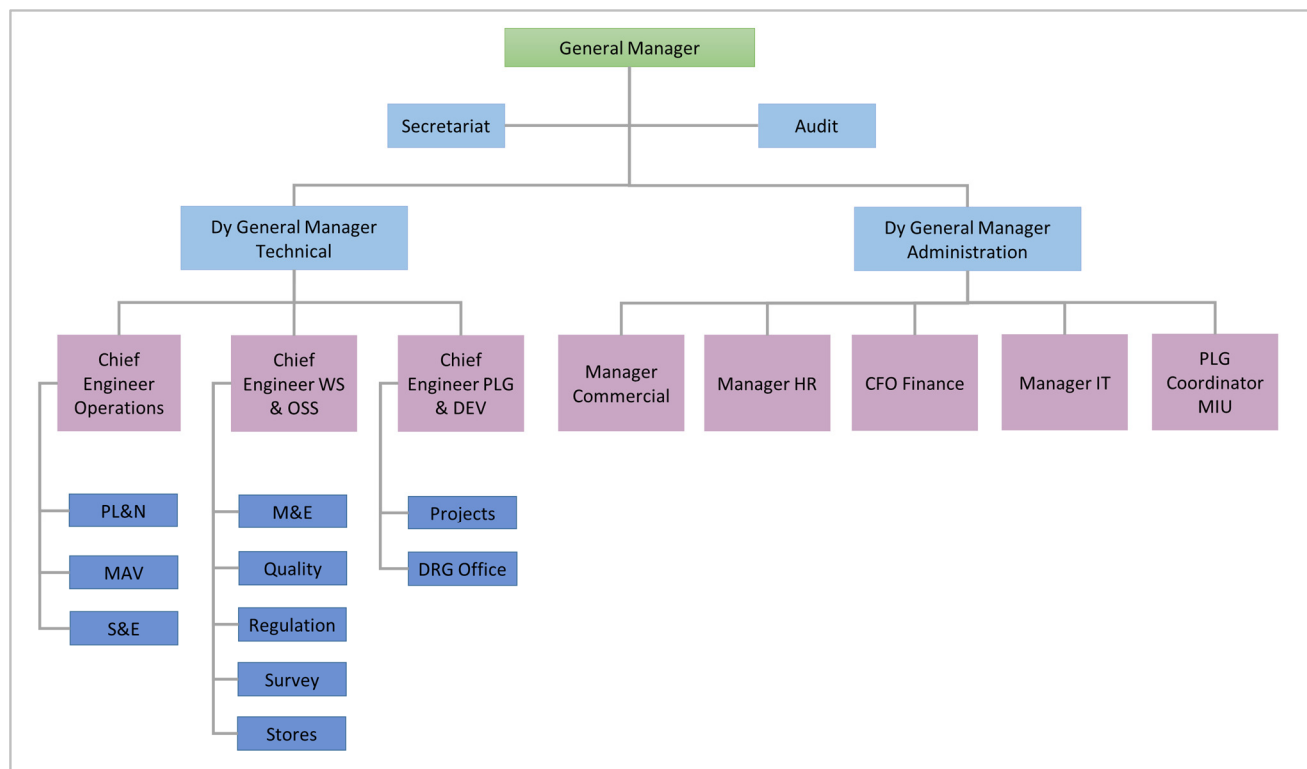 General Manager
Secretariat
Audit
Dy General Manager
Technical
Dy General Manager
Administration
Chief
Engineer
Operations
Chief
Engineer WS
& OSS
Chief
Engineer PLG
& DEV
Manager
Commercial
Manager HR
CFO Finance
Manager IT
PLG
Coordinator
MIU
PL&N
MAV
S&E
M&E
Quality
Regulation
Survey
Stores
Projects
DRG Office